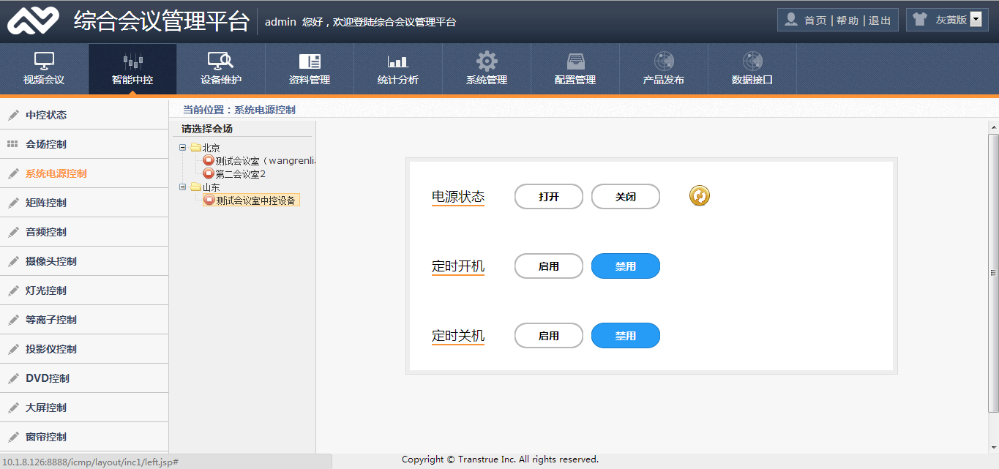 综合会议管理平台
admin 您好，欢迎登陆综合会议管理平台
首页 | 帮助 | 退出
灰黄版
视频会议 智能中控 设备维护 资料管理 统计分析 系统管理 配置管理 产品发布 数据接口
中控状态
会场控制
系统电源控制
矩阵控制
音频控制
摄像头控制
灯光控制
等离子控制
投影仪控制
DVD控制
大屏控制
窗帘控制
当前位置：系统电源控制
请选择会场
北京
测试会议室（wangrenli
第二会议室2
山东
测试会议室中控设备
电源状态 打开 关闭
定时开机 启用 禁用
定时关机 启用 禁用
10.1.8.126:8888/icmp/layout/inc1/left.jsp#
Copyright © Transtrue Inc. All rights reserved.